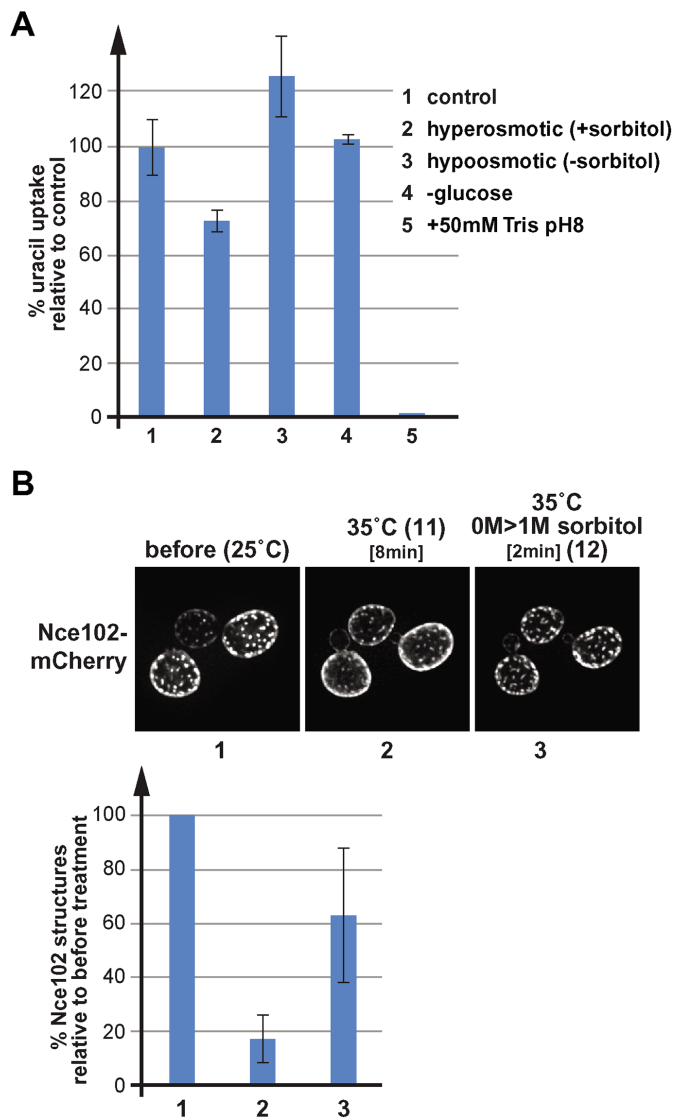 A
120
100
80
60
40
20
0
% uracil uptake
relative to control
1 control
2 hyperosmotic (+sorbitol)
3 hypoosmotic (-sorbitol)
4 -glucose
5 +50mM Tris pH8
1 2 3 4 5
B
before (25˚C)
35˚C (11)
[8min]
35˚C
0M>1M sorbitol
[2min] (12)
Nce102-
mCherry
1 2 3
100
80
60
40
20
0
% Nce102 structures
relative to before treatment
1 2 3